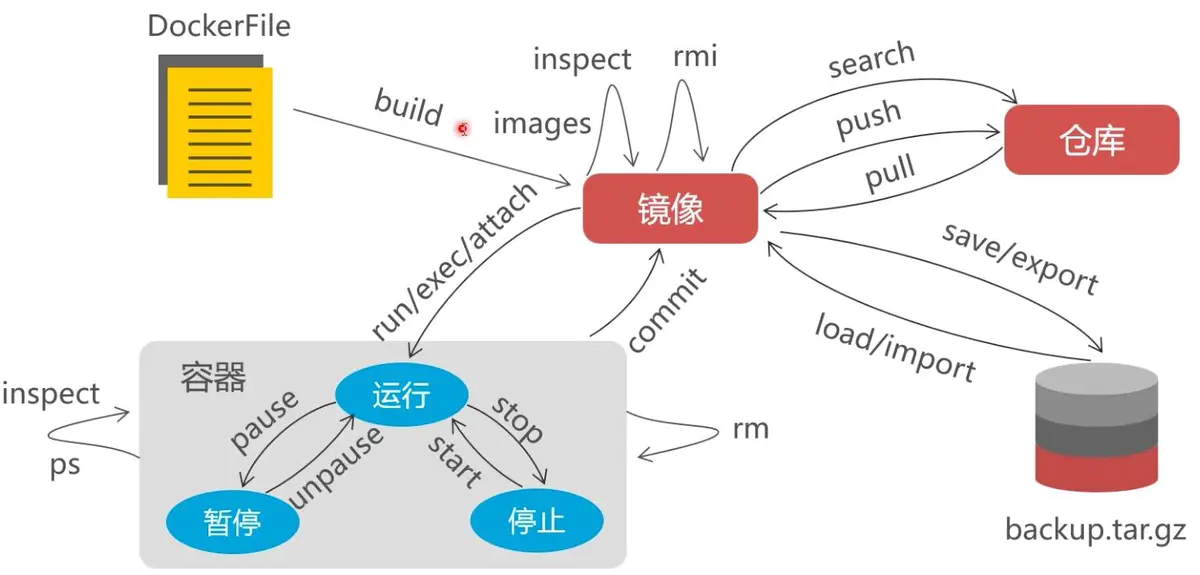 DockerFile
build
images
inspect
rmi
search
push
pull
仓库
镜像
run/exec/attach
commit
save/export
load/import
容器
运行
inspect
ps
pause
unpause
stop
start
rm
暂停
停止
backup.tar.gz